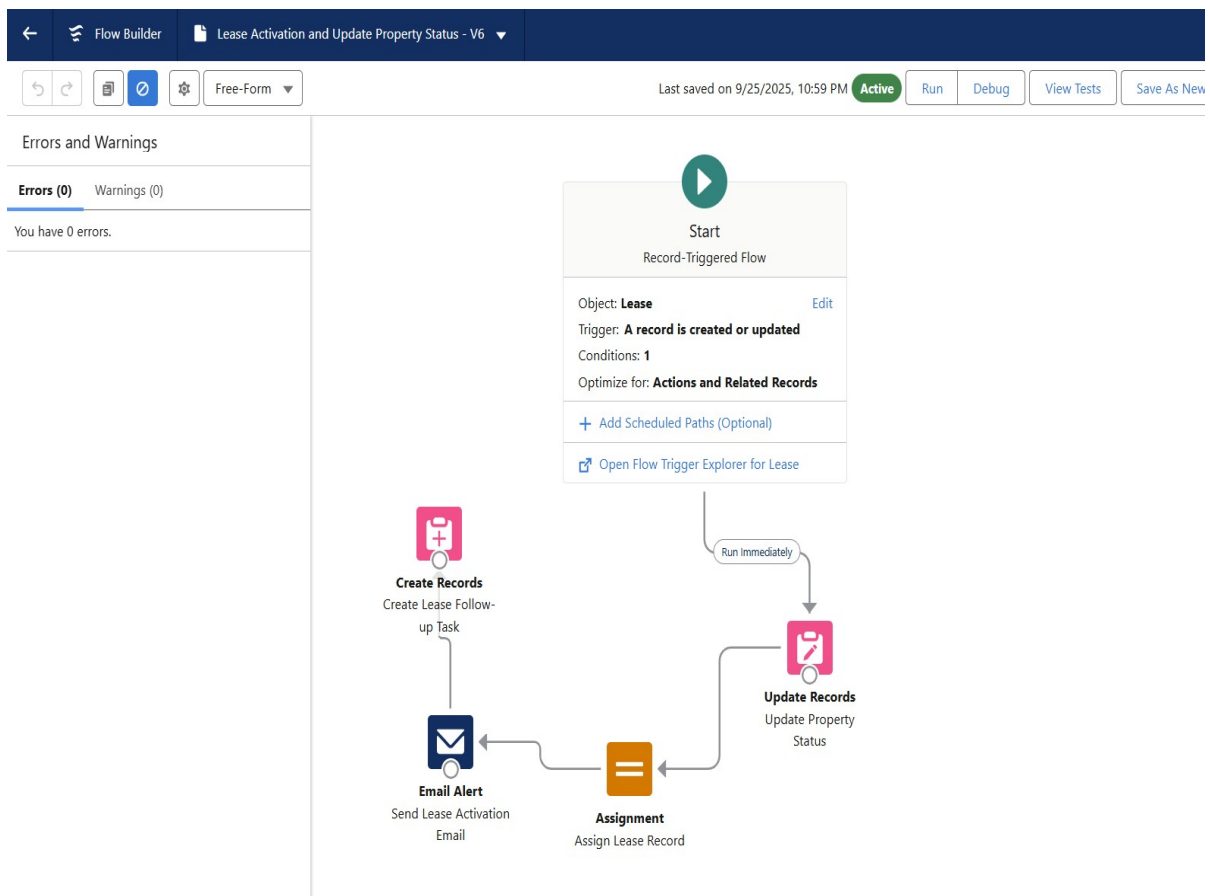 Flow Builder
Lease Activation and Update Property Status - V6
Free-Form
Last saved on 9/25/2025, 10:59 PM
Active
Run
Debug
View Tests
Save As New
Errors and Warnings
Errors (0)
Warnings (0)
You have 0 errors.
Start
Record-Triggered Flow
Object: Lease
Edit
Trigger: A record is created or updated
Conditions: 1
Optimize for: Actions and Related Records
Add Scheduled Paths (Optional)
Open Flow Trigger Explorer for Lease
Run Immediately
Create Records
Create Lease Follow-
up Task
Update Records
Update Property
Status
Email Alert
Send Lease Activation
Email
Assignment
Assign Lease Record